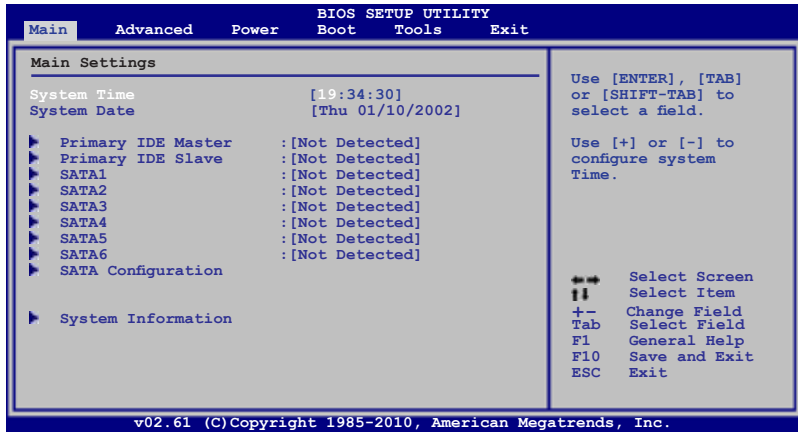 BIOS SETUP UTILITY
Main Advanced Power Boot Tools Exit
Main Settings
System Time [19:34:30]
System Date [Thu 01/10/2002]
Primary IDE Master :[Not Detected]
Primary IDE Slave :[Not Detected]
SATA1 :[Not Detected]
SATA2 :[Not Detected]
SATA3 :[Not Detected]
SATA4 :[Not Detected]
SATA5 :[Not Detected]
SATA6 :[Not Detected]
SATA Configuration
System Information
Use [ENTER], [TAB]
or [SHIFT-TAB] to
select a field.
Use [+] or [-] to
configure system
Time.
Select Screen
Select Item
+- Change Field
Tab Select Field
F1 General Help
F10 Save and Exit
ESC Exit
v02.61 (C)Copyright 1985-2010, American Megatrends, Inc.